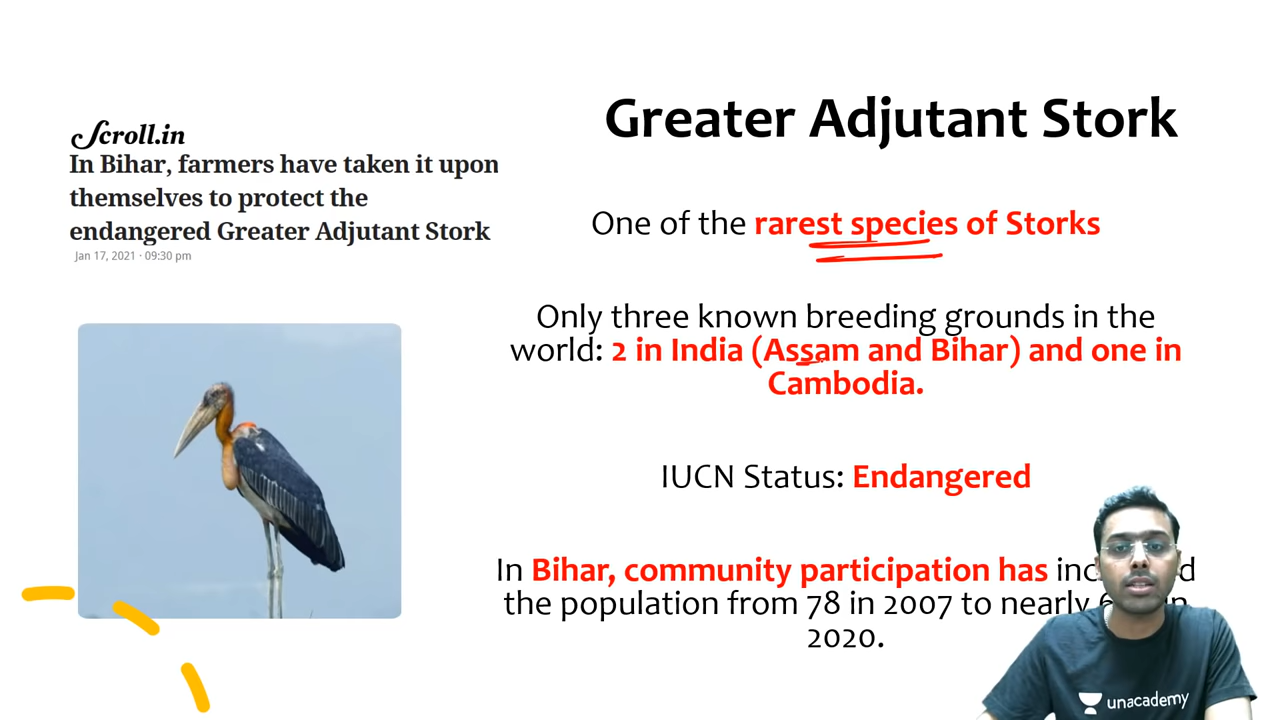 Scroll.in
In Bihar, farmers have taken it upon
themselves to protect the
endangered Greater Adjutant Stork
Jan 17, 2021 · 09:30 pm
Greater Adjutant Stork
One of the rarest species of Storks
Only three known breeding grounds in the
world: 2 in India (Assam and Bihar) and one in
Cambodia.
IUCN Status: Endangered
In Bihar, community participation has
the population from 78 in 2007 to nearly in
2020.
unacademy